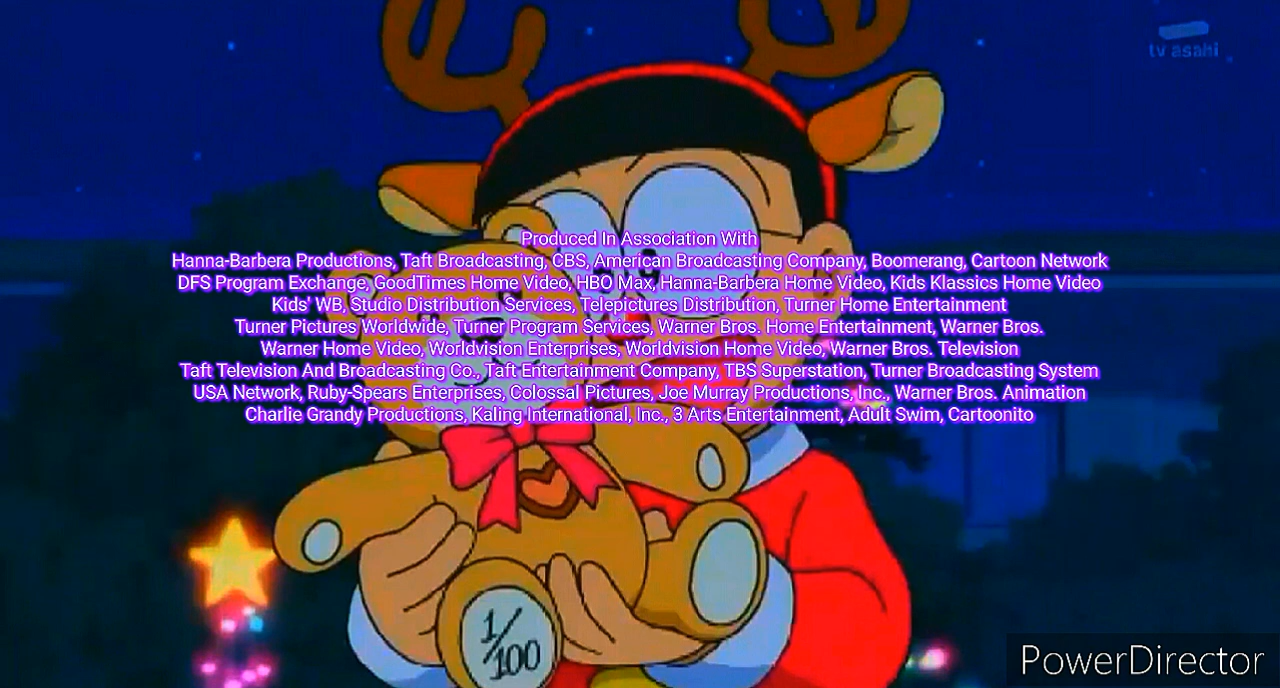 tv asahi
Produced In Association With
Hanna-Barbera Productions, Taft Broadcasting, CBS, American Broadcasting Company, Boomerang, Cartoon Network
DFS Program Exchange, GoodTimes Home Video, HBO Max, Hanna-Barbera Home Video, Kids Klassics Home Video
Kids' WB, Studio Distribution Services, Telepictures Distribution, Turner Home Entertainment
Turner Pictures Worldwide, Turner Program Services, Warner Bros. Home Entertainment, Warner Bros.
Warner Home Video, Worldvision Enterprises, Worldvision Home Video, Warner Bros. Television
Taft Television And Broadcasting Co., Taft Entertainment Company, TBS Superstation, Turner Broadcasting System
USA Network, Ruby-Spears Enterprises, Colossal Pictures, Joe Murray Productions, Inc., Warner Bros. Animation
Charlie Grandy Productions, Kaling International, Inc., 3 Arts Entertainment, Adult Swim, Cartoonito
1/100
PowerDirector